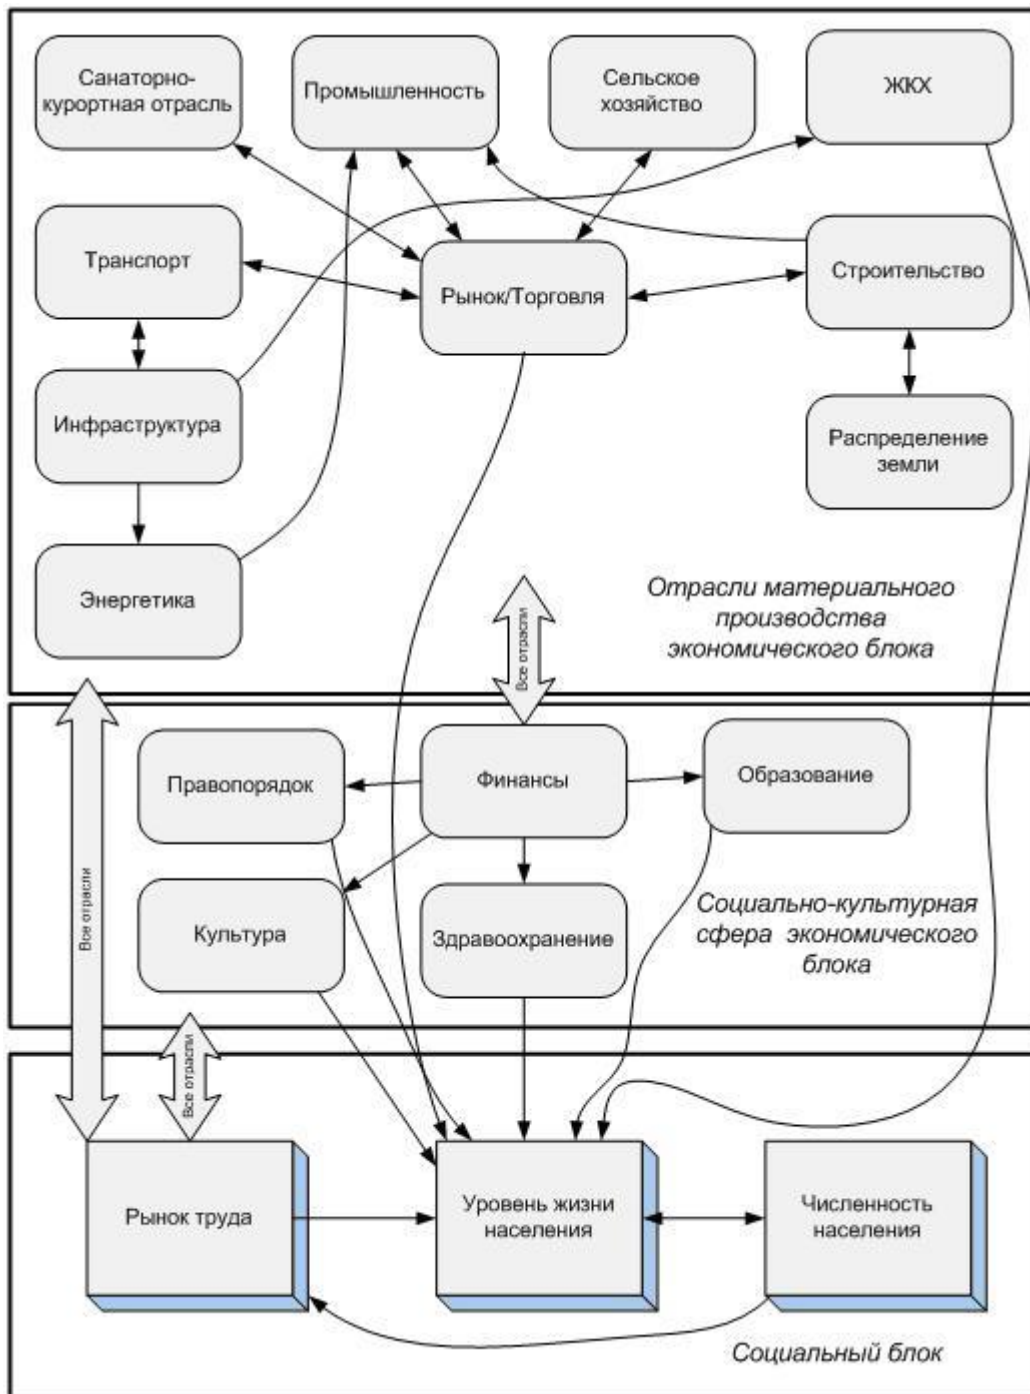 Санаторно-
курортная отрасль
Промышленность
Сельское
хозяйство
ЖКХ
Транспорт
Рынок/Торговля
Строительство
Инфраструктура
Распределение
земли
Энергетика
Отрасли материального
производства
экономического блока
Все отрасли
Правопорядок
Финансы
Образование
Все отрасли
Культура
Здравоохранение
Социально-культурная
сфера экономического
блока
Все отрасли
Рынок труда
Уровень жизни
населения
Численность
населения
Социальный блок